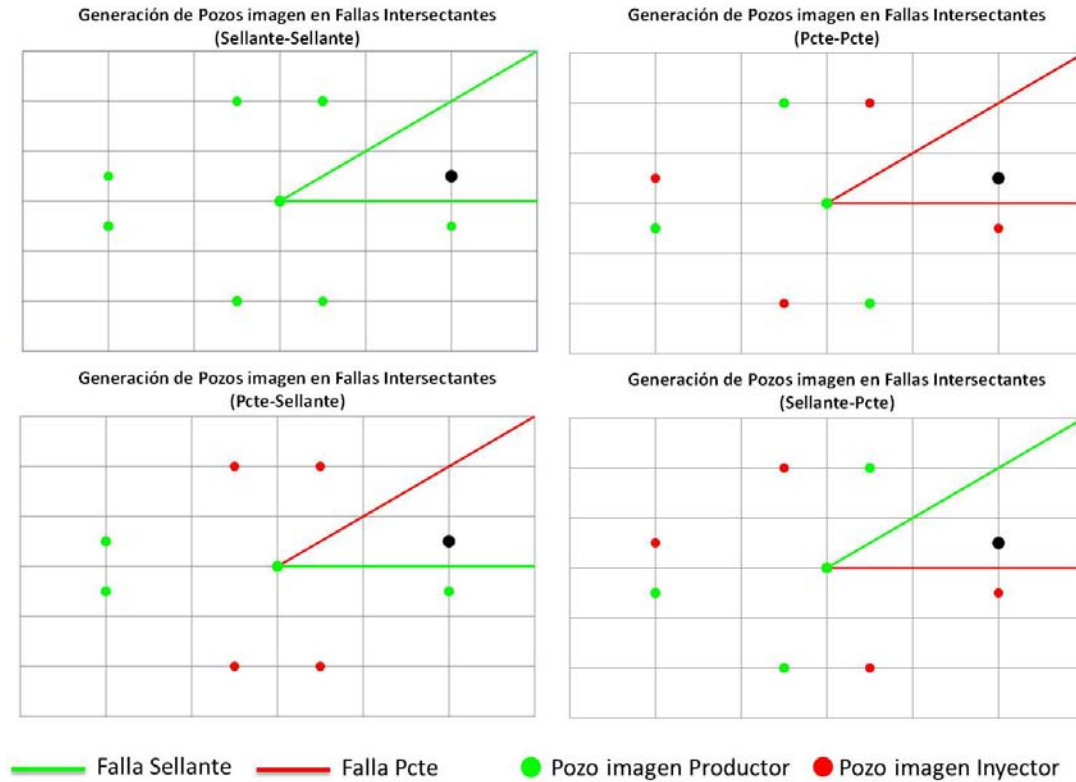 Generación de Pozos imagen en Fallas Intersectantes
(Sellante-Sellante)
Generación de Pozos imagen en Fallas Intersectantes
(Pcte-Pcte)
Generación de Pozos imagen en Fallas Intersectantes
(Pcte-Sellante)
Generación de Pozos imagen en Fallas Intersectantes
(Sellante-Pcte)
Falla Sellante
Falla Pcte
Pozo imagen Productor
Pozo imagen Inyector